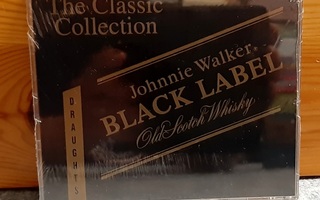 The Classic
Collection
Johnnie Walker
BLACK LABEL
Old Scotch Whisky
DRAUGHTS